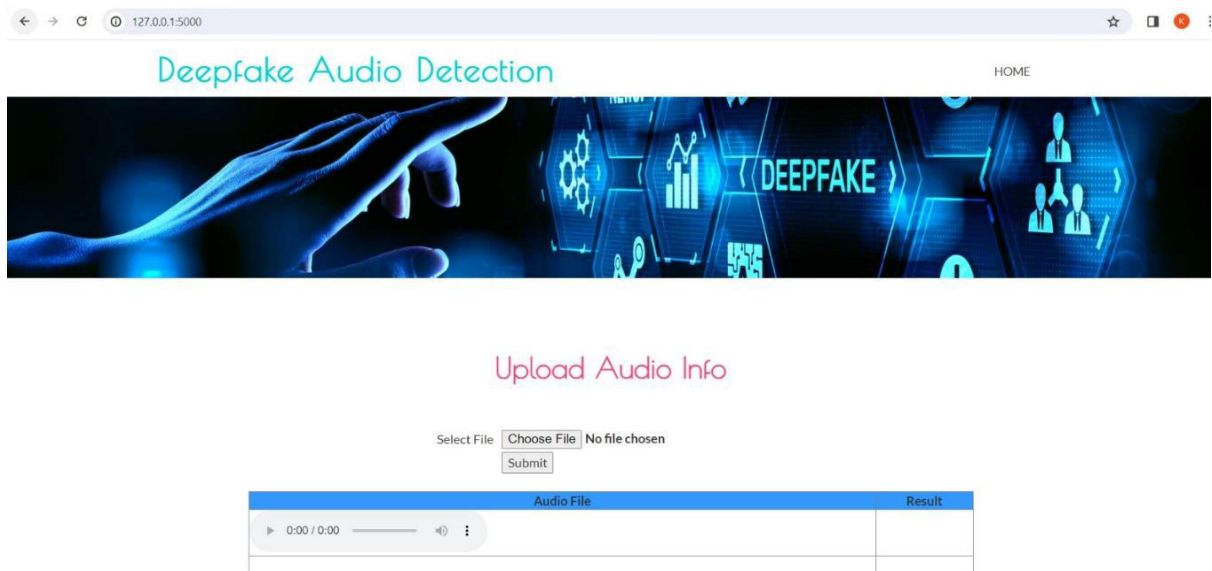 127.0.0.1:5000
K
Deepfake Audio Detection
HOME
DEEPFAKE
Upload Audio Info
Select File Choose File No file chosen
Submit
Audio File Result
0:00 / 0:00